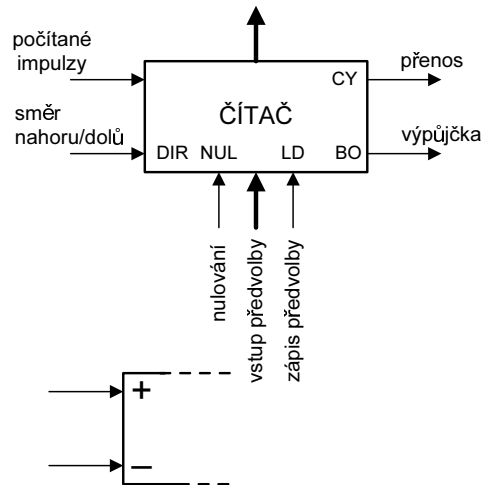 počítané
impulzy
CY
přenos
ČÍTAČ
směr
nahoru/dolů
DIR NUL LD BO
výpůjčka
nulování
vstup předvolby
zápis předvolby
+
−